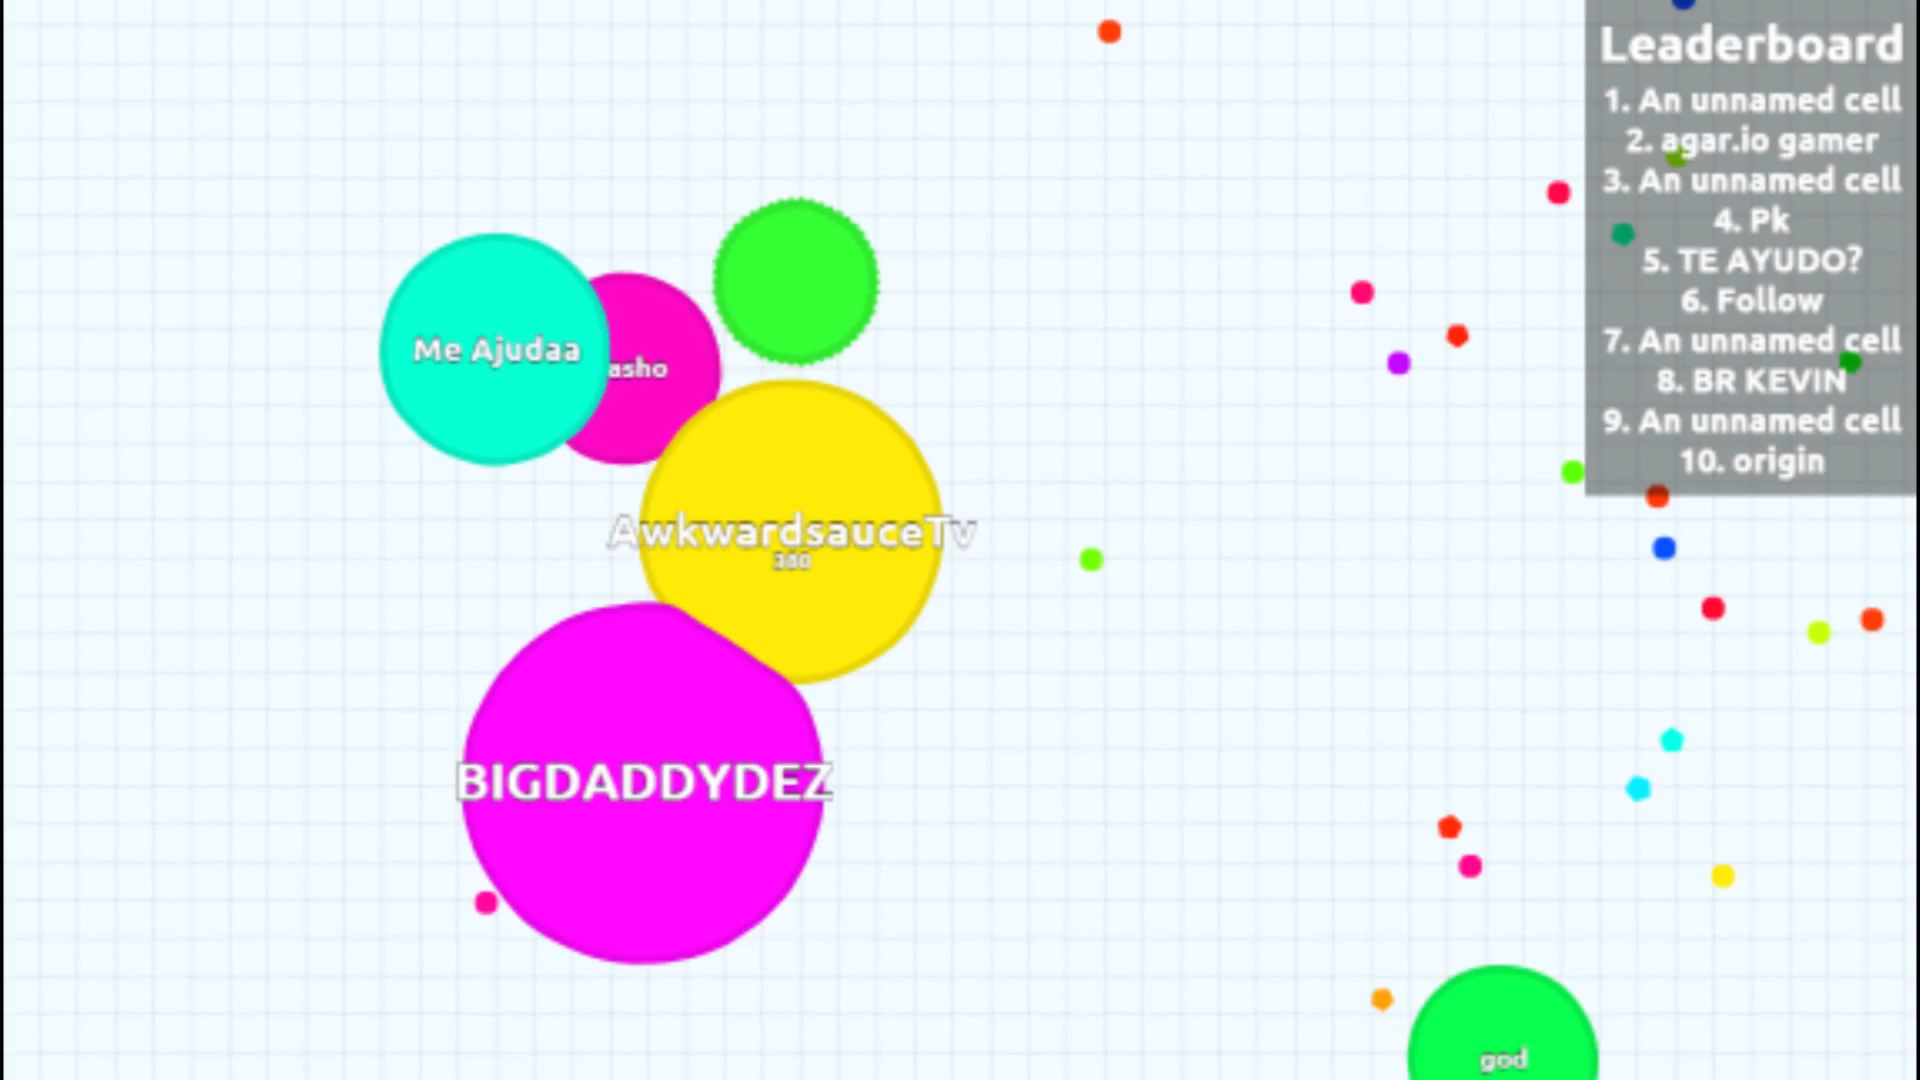 Leaderboard
1. An unnamed cell
2. agar.io gamer
3. An unnamed cell
4. Pk
5. TE AYUDO?
6. Follow
7. An unnamed cell
8. BR KEVIN
9. An unnamed cell
10. origin
Me Ajudaa
asho
AwkwardsauceTv
BIGDADDYDEZ
god